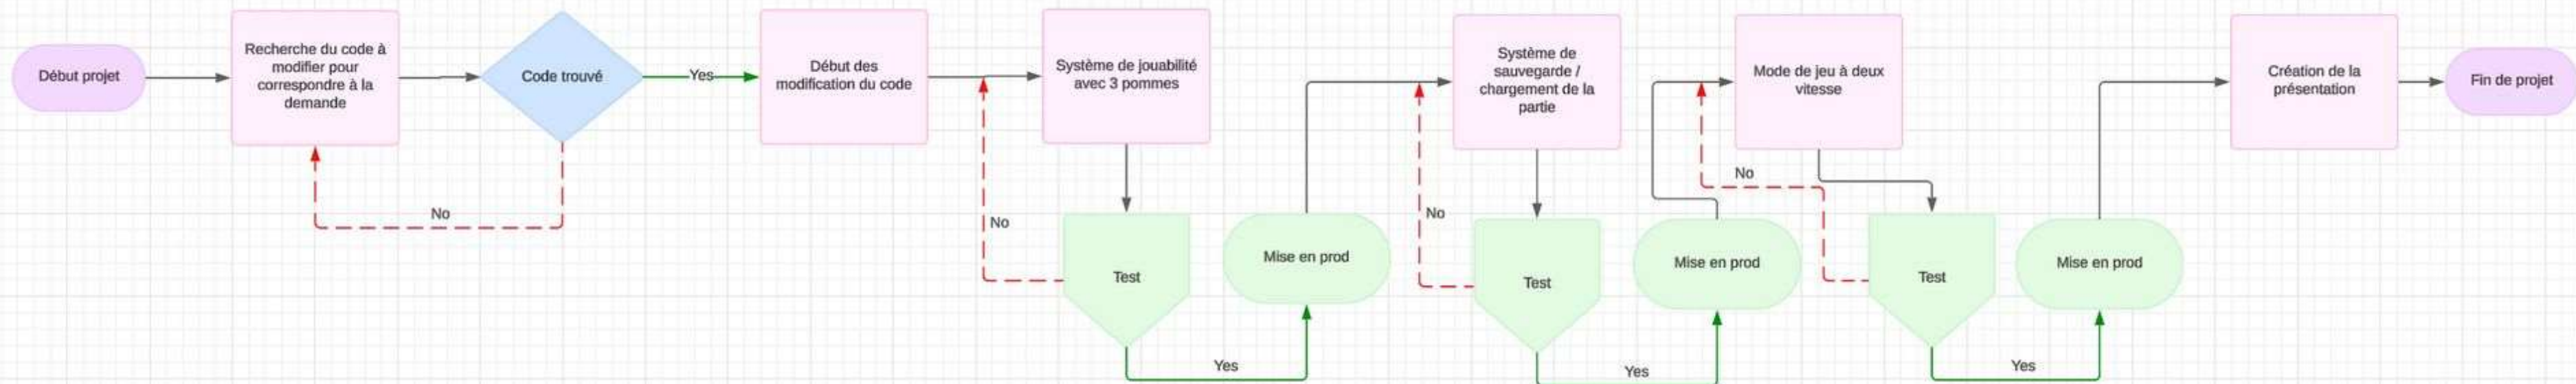 Début projet
Recherche du code à
modifier pour
correspondre à la
demande
Code trouvé
No
Yes
Début des
modification du code
Système de jouabilité
avec 3 pommes
No
Test
Yes
Mise en prod
Système de
sauvegarde /
chargement de la
partie
No
Test
Yes
Mise en prod
Mode de jeu à deux
vitesse
No
Test
Yes
Mise en prod
Création de la
présentation
Fin de projet